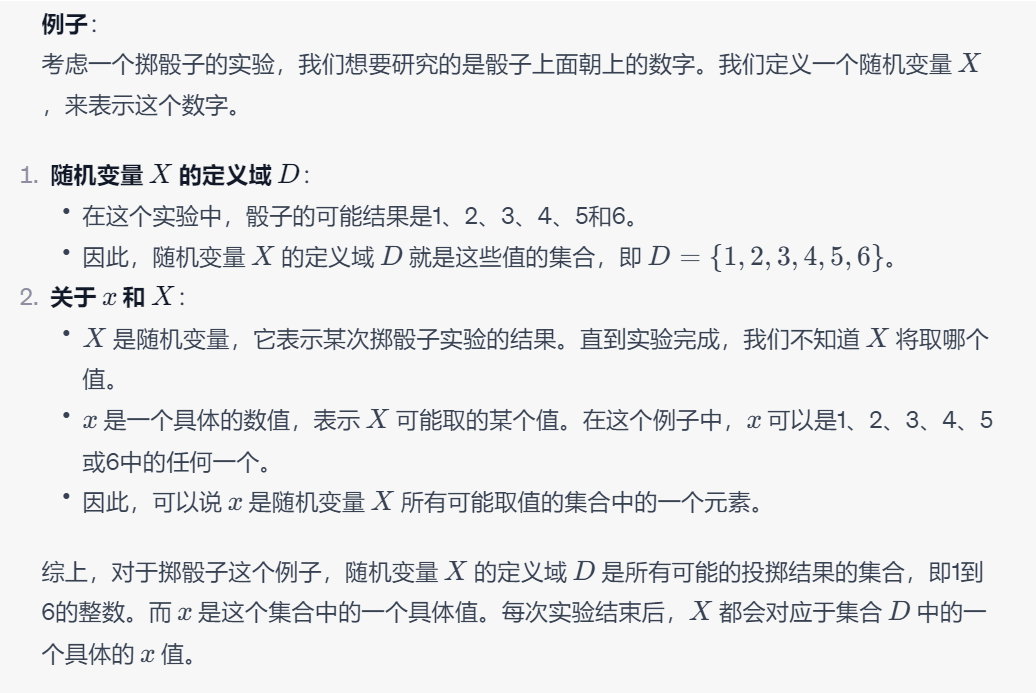 例子：
考虑一个掷骰子的实验，我们想要研究的是骰子上面朝上的数字。我们定义一个随机变量 X
，来表示这个数字。
1. 随机变量 X 的定义域 D：
• 在这个实验中，骰子的可能结果是1、2、3、4、5和6。
• 因此，随机变量 X 的定义域 D 就是这些值的集合，即 D = {1, 2, 3, 4, 5, 6}。
2. 关于 x 和 X：
• X 是随机变量，它表示某次掷骰子实验的结果。直到实验完成，我们不知道 X 将取哪个
值。
• x 是一个具体的数值，表示 X 可能取的某个值。在这个例子中，x 可以是1、2、3、4、5
或6中的任何一个。
• 因此，可以说 x 是随机变量 X 所有可能取值的集合中的一个元素。
综上，对于掷骰子这个例子，随机变量 X 的定义域 D 是所有可能的投掷结果的集合，即1到
6的整数。而 x 是这个集合中的一个具体值。每次实验结束后，X 都会对应于集合 D 中的一
个具体的 x 值。